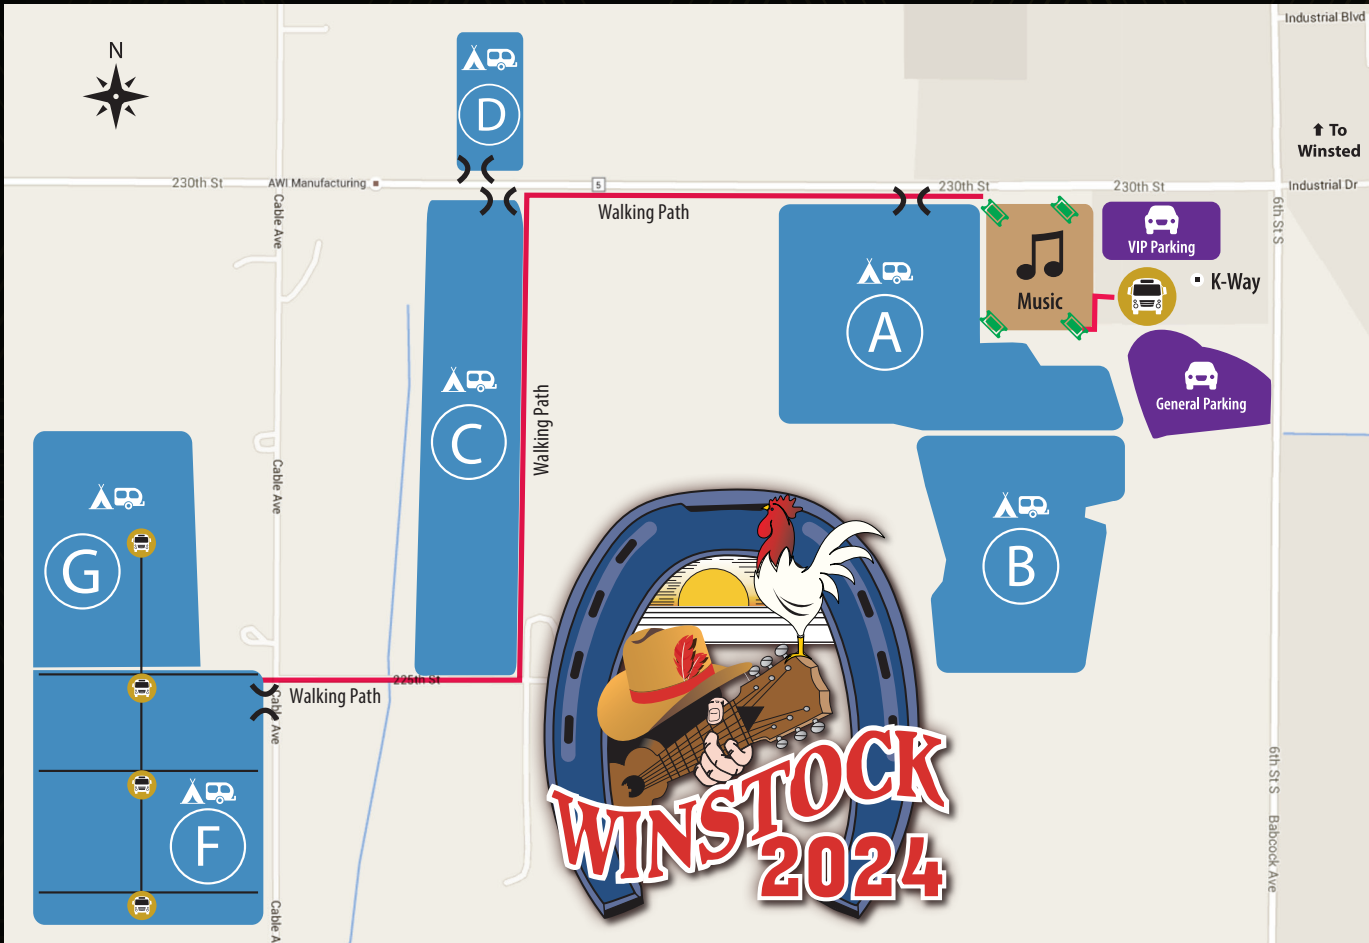 Industrial Blvd
N
D
To
Winsted
230th St
AWI Manufacturing
5
230th St
230th St
Industrial Dr
Cable Ave
Walking Path
6th St S
VIP Parking
K-Way
Music
A
General Parking
C
Walking Path
Cable Ave
G
B
225th St
Walking Path
Cable Ave
6th St S
F
Babcock Ave
Cable A
WINSTOCK
2024